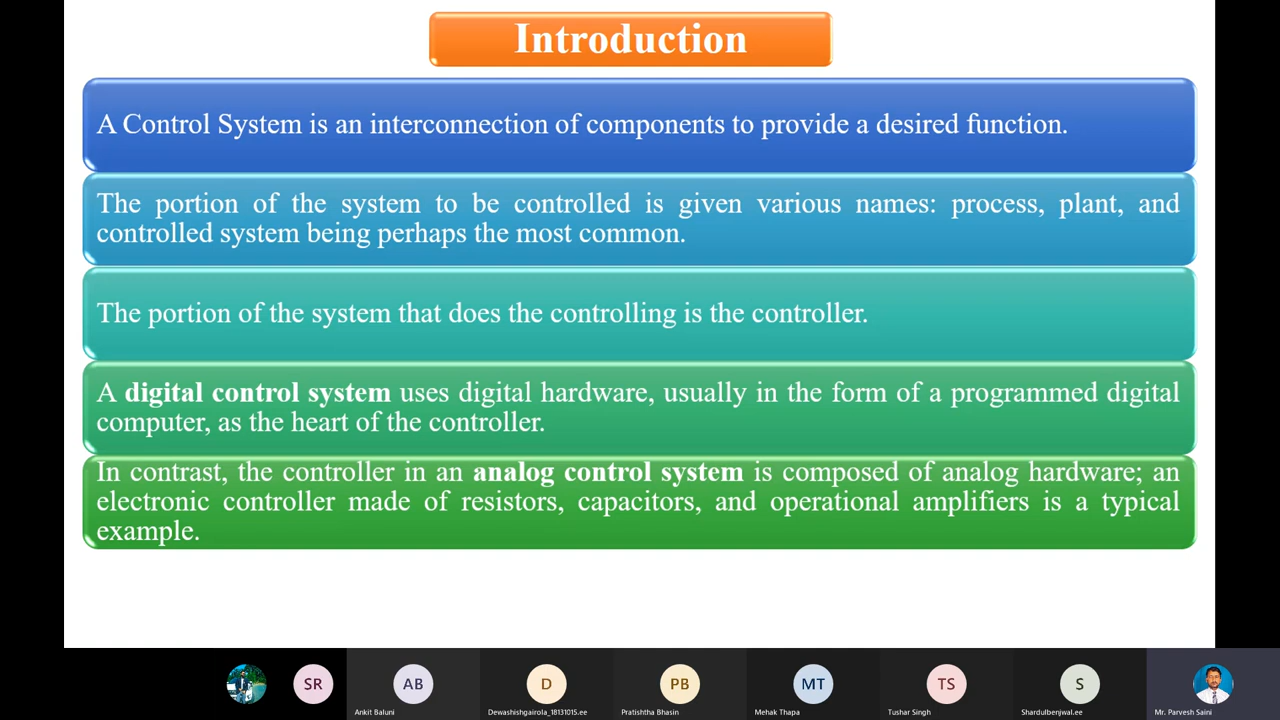 Introduction
A Control System is an interconnection of components to provide a desired function.
The portion of the system to be controlled is given various names: process, plant, and
controlled system being perhaps the most common.
The portion of the system that does the controlling is the controller.
A digital control system uses digital hardware, usually in the form of a programmed digital
computer, as the heart of the controller.
In contrast, the controller in an analog control system is composed of analog hardware; an
electronic controller made of resistors, capacitors, and operational amplifiers is a typical
example.
SR
AB
D
PB
MT
TS
S
Ankit Baluni
Dewashishgairola_18131015.ee
Pratishtha Bhasin
Mehak Thapa
Tushar Singh
Shardulbenjwal.ee
Mr. Parvesh Saini